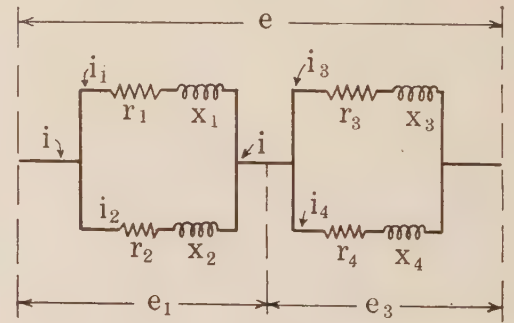 e
i₁
i₃
r₁ x₁
r₃ x₃
i
i
i₂
i₄
r₂ x₂
r₄ x₄
e₁
e₃